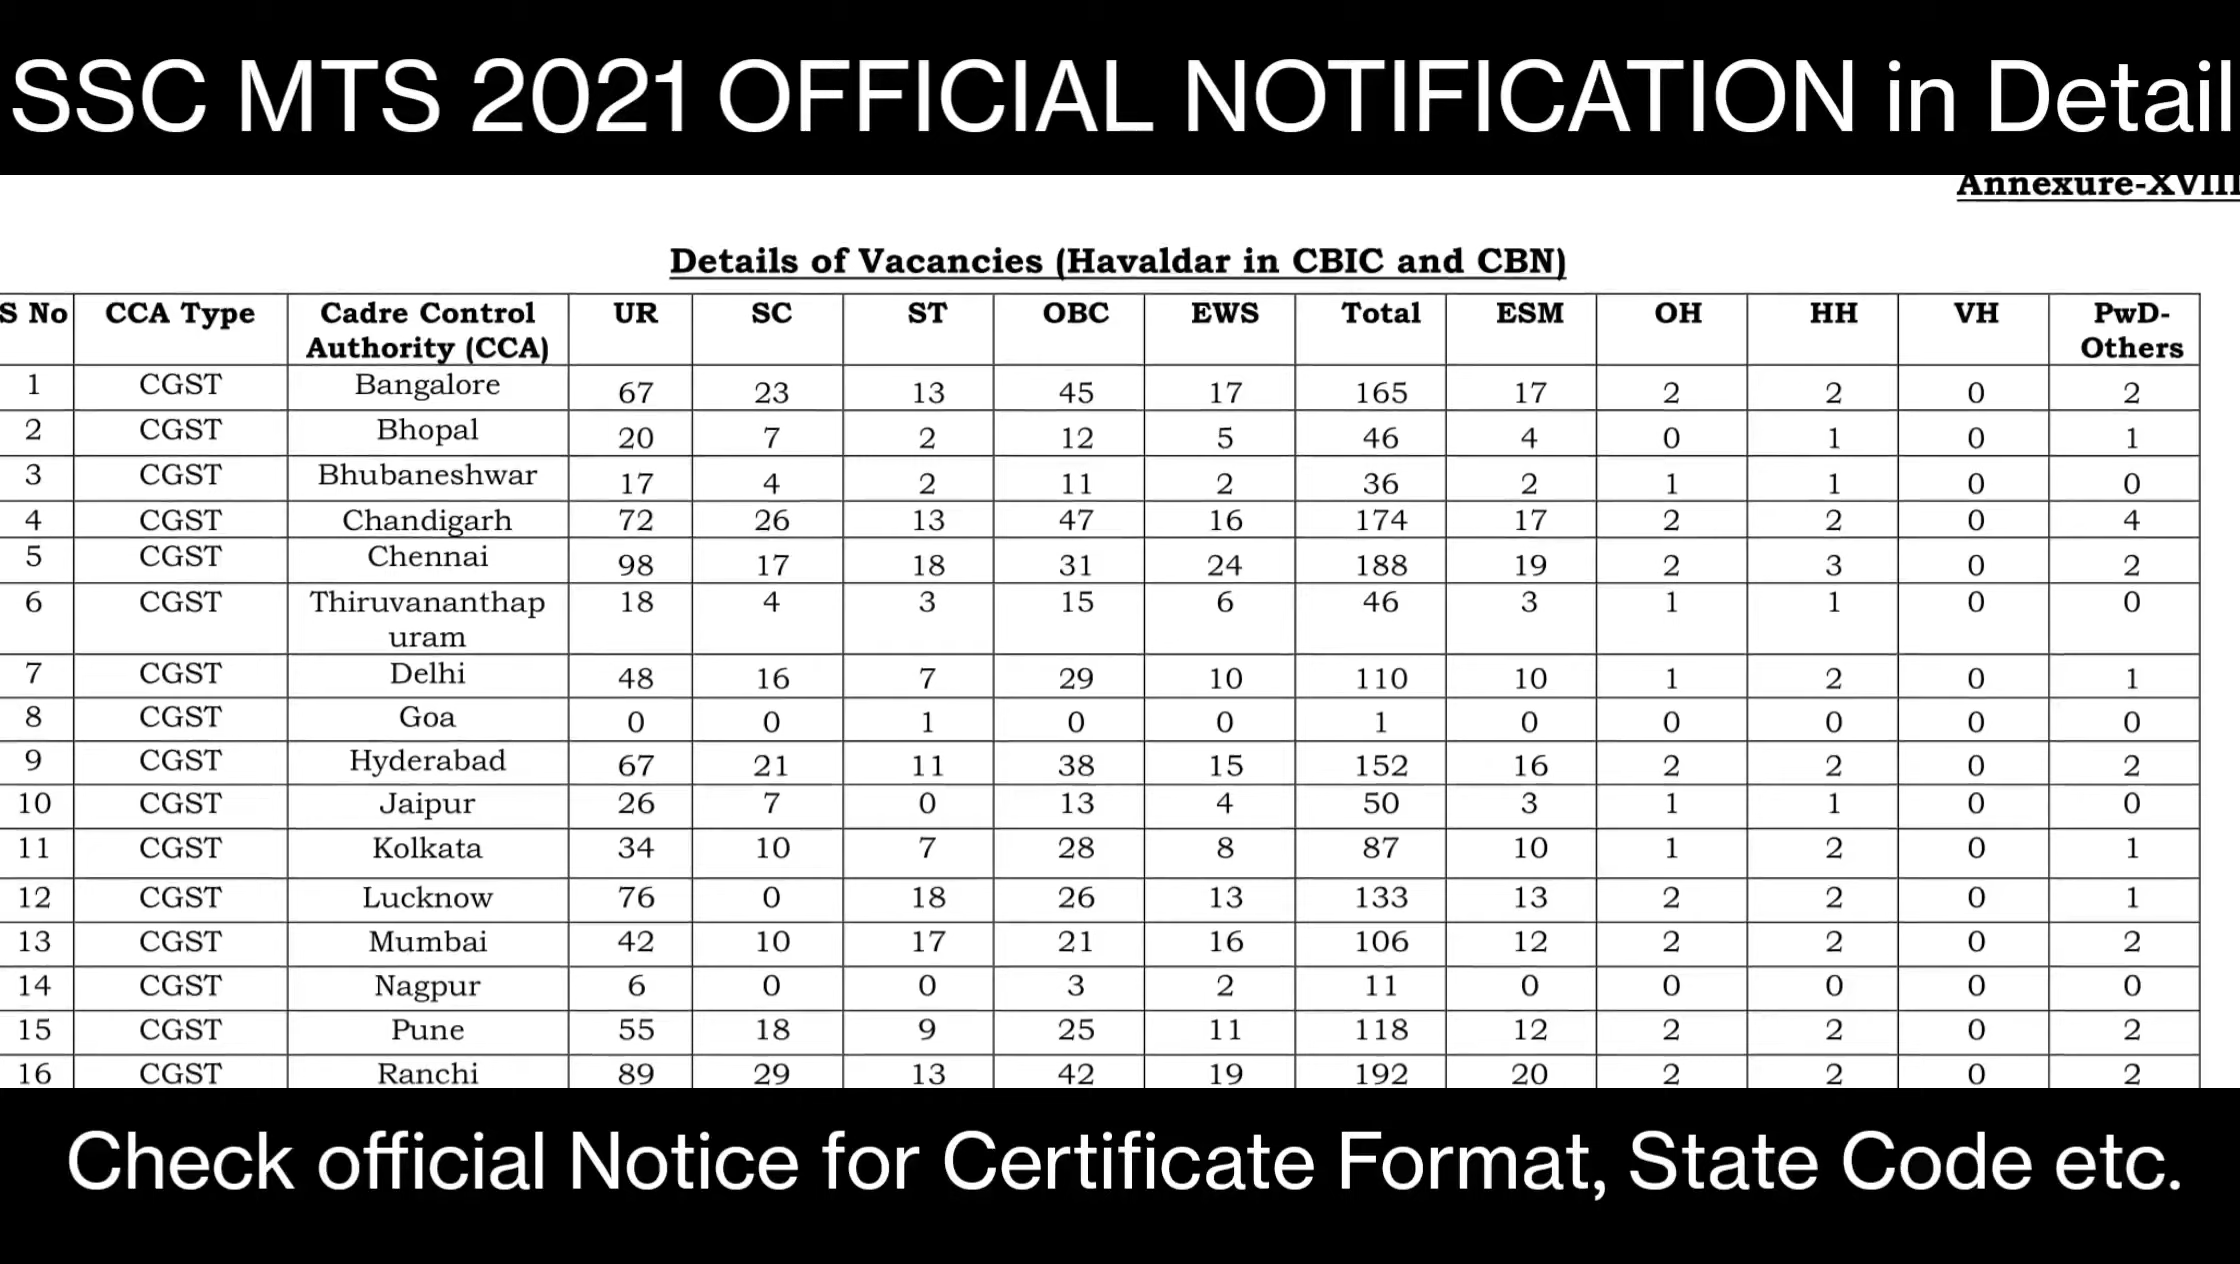 SSC MTS 2021 OFFICIAL NOTIFICATION in Detail
Annexure-XVIII
Details of Vacancies (Havaldar in CBIC and CBN)
S No CCA Type Cadre Control Authority (CCA) UR SC ST OBC EWS Total ESM OH HH VH PwD-Others
1 CGST Bangalore 67 23 13 45 17 165 17 2 2 0 2
2 CGST Bhopal 20 7 2 12 5 46 4 0 1 0 1
3 CGST Bhubaneshwar 17 4 2 11 2 36 2 1 1 0 0
4 CGST Chandigarh 72 26 13 47 16 174 17 2 2 0 4
5 CGST Chennai 98 17 18 31 24 188 19 2 3 0 2
6 CGST Thiruvananthapuram 18 4 3 15 6 46 3 1 1 0 0
7 CGST Delhi 48 16 7 29 10 110 10 1 2 0 1
8 CGST Goa 0 0 1 0 0 1 0 0 0 0 0
9 CGST Hyderabad 67 21 11 38 15 152 16 2 2 0 2
10 CGST Jaipur 26 7 0 13 4 50 3 1 1 0 0
11 CGST Kolkata 34 10 7 28 8 87 10 1 2 0 1
12 CGST Lucknow 76 0 18 26 13 133 13 2 2 0 1
13 CGST Mumbai 42 10 17 21 16 106 12 2 2 0 2
14 CGST Nagpur 6 0 0 3 2 11 0 0 0 0 0
15 CGST Pune 55 18 9 25 11 118 12 2 2 0 2
16 CGST Ranchi 89 29 13 42 19 192 20 2 2 0 2
Check official Notice for Certificate Format, State Code etc.